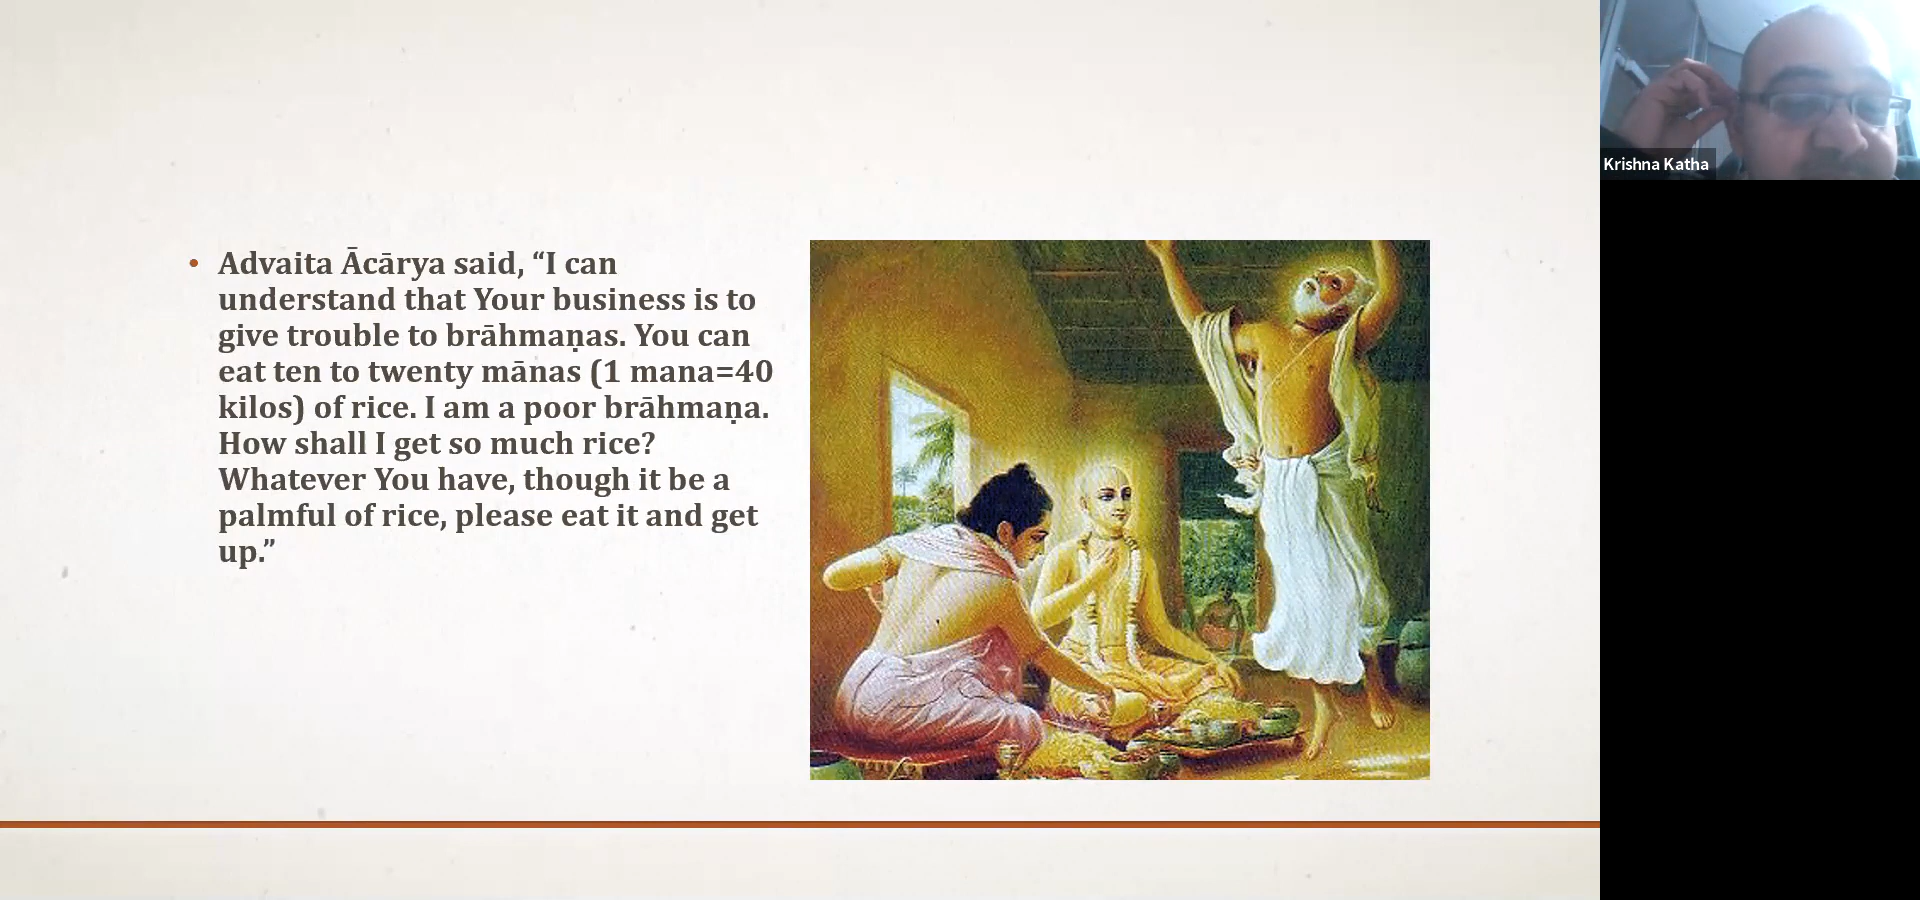 • Advaita Ācārya said, “I can
understand that Your business is to
give trouble to brāhmaṇas. You can
eat ten to twenty mānas (1 mana=40
kilos) of rice. I am a poor brāhmaṇa.
How shall I get so much rice?
Whatever You have, though it be a
palmful of rice, please eat it and get
up.”
Krishna Katha